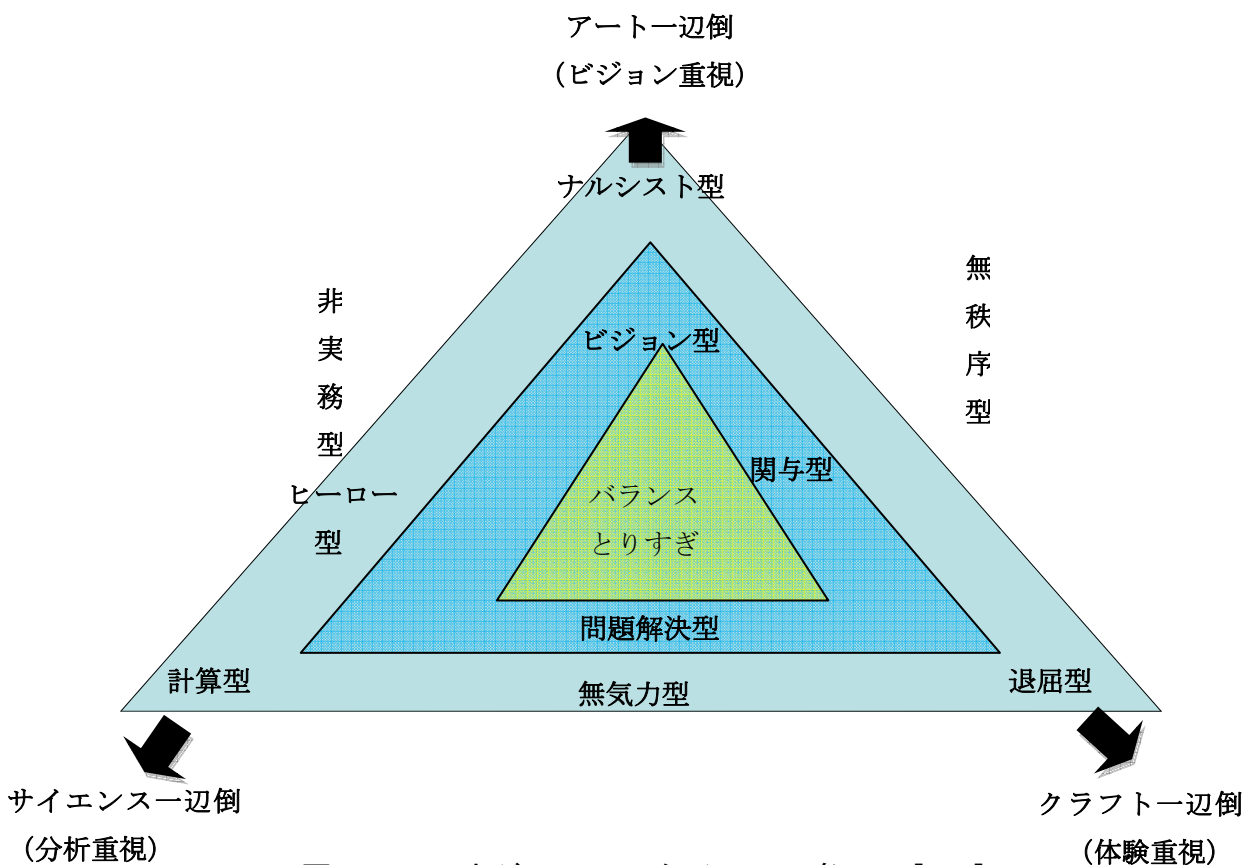 アート一辺倒
（ビジョン重視）
ナルシスト型
無秩序型
非実務型
ビジョン型
関与型
ヒーロー
型
バランス
とりすぎ
問題解決型
計算型
無気力型
退屈型
サイエンス一辺倒
（分析重視）
クラフト一辺倒
（体験重視）